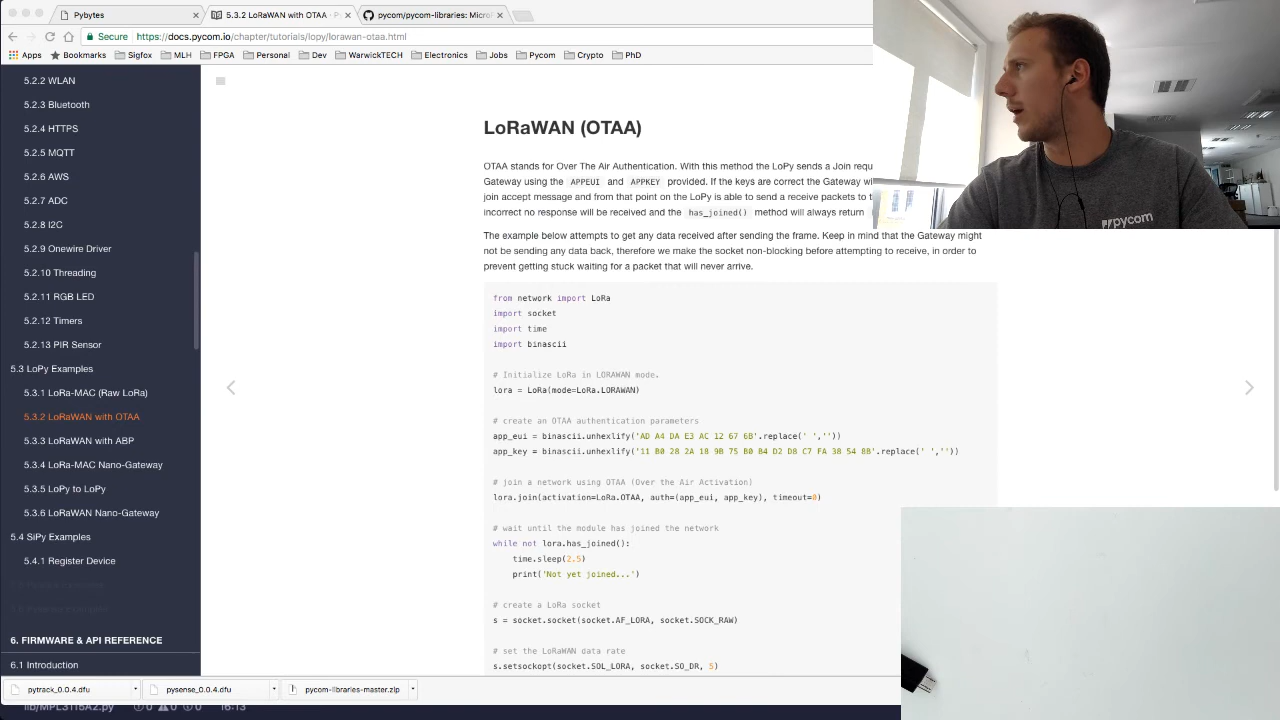 Pybytes
5.3.2 LoRaWAN with OTAA · P
pycom/pycom-libraries: Micro
Secure https://docs.pycom.io/chapter/tutorials/lopy/lorawan-otaa.html
Apps Bookmarks Sigfox MLH FPGA Personal Dev WarwickTECH Electronics Jobs Pycom Crypto PhD
5.2.2 WLAN
5.2.3 Bluetooth
5.2.4 HTTPS
5.2.5 MQTT
5.2.6 AWS
5.2.7 ADC
5.2.8 I2C
5.2.9 Onewire Driver
5.2.10 Threading
5.2.11 RGB LED
5.2.12 Timers
5.2.13 PIR Sensor
5.3 LoPy Examples
5.3.1 LoRa-MAC (Raw LoRa)
5.3.2 LoRaWAN with OTAA
5.3.3 LoRaWAN with ABP
5.3.4 LoRa-MAC Nano-Gateway
5.3.5 LoPy to LoPy
5.3.6 LoRaWAN Nano-Gateway
5.4 SiPy Examples
5.4.1 Register Device
6. FIRMWARE & API REFERENCE
6.1 Introduction
LoRaWAN (OTAA)
OTAA stands for Over The Air Authentication. With this method the LoPy sends a Join requ
Gateway using the APPEUI and APPKEY provided. If the keys are correct the Gateway wi
join accept message and from that point on the LoPy is able to send a receive packets to t
incorrect no response will be received and the has_joined() method will always return
The example below attempts to get any data received after sending the frame. Keep in mind that the Gateway might
not be sending any data back, therefore we make the socket non-blocking before attempting to receive, in order to
prevent getting stuck waiting for a packet that will never arrive.
from network import LoRa
import socket
import time
import binascii
# Initialize LoRa in LORAWAN mode.
lora = LoRa(mode=LoRa.LORAWAN)
# create an OTAA authentication parameters
app_eui = binascii.unhexlify('AD A4 DA E3 AC 12 67 6B'.replace(' ',''))
app_key = binascii.unhexlify('11 B0 28 2A 18 9B 75 B0 B4 D2 D8 C7 FA 38 54 8B'.replace(' ',''))
# join a network using OTAA (Over the Air Activation)
lora.join(activation=LoRa.OTAA, auth=(app_eui, app_key), timeout=0)
# wait until the module has joined the network
while not lora.has_joined():
time.sleep(2.5)
print('Not yet joined...')
# create a LoRa socket
s = socket.socket(socket.AF_LORA, socket.SOCK_RAW)
# set the LoRaWAN data rate
s.setsockopt(socket.SOL_LORA, socket.SO_DR, 5)
pycom
pytrack_0.0.4.dfu
pysense_0.0.4.dfu
pycom-libraries-master.zip
lib/MPL3115A2.py 0 0 0 16:13